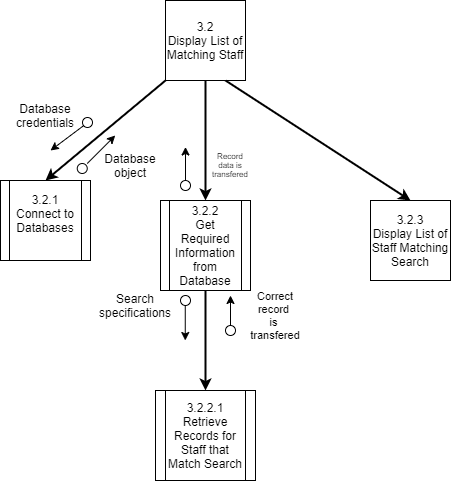 3.2
Display List of
Matching Staff
Database
credentials
Database
object
Record
data is
transfered
3.2.1
Connect to
Databases
3.2.2
Get
Required
Information
from
Database
3.2.3
Display List of
Staff Matching
Search
Search
specifications
Correct
record
is
transfered
3.2.2.1
Retrieve
Records for
Staff that
Match Search